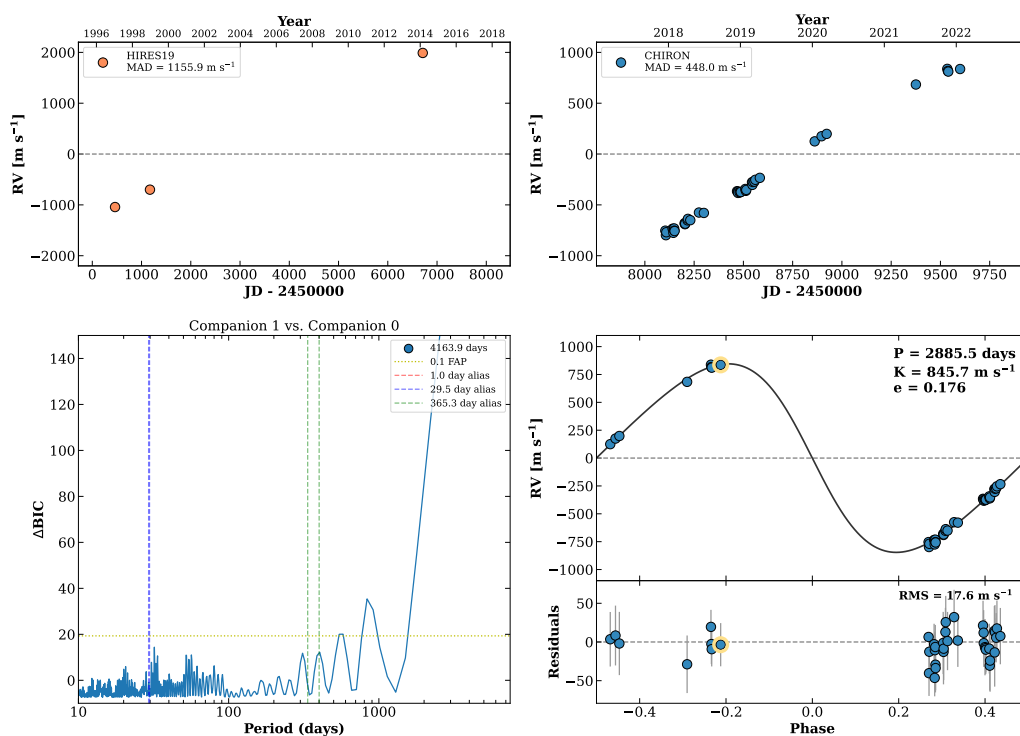 Year
1996 1998 2000 2002 2004 2006 2008 2010 2012 2014 2016 2018
HIRES19
MAD = 1155.9 m s⁻¹
RV [m s⁻¹]
2000
1000
0
−1000
−2000
0 1000 2000 3000 4000 5000 6000 7000 8000
JD - 2450000
Year
2018 2019 2020 2021 2022
CHIRON
MAD = 448.0 m s⁻¹
RV [m s⁻¹]
1000
500
0
−500
−1000
8000 8250 8500 8750 9000 9250 9500 9750
JD - 2450000
Companion 1 vs. Companion 0
4163.9 days
0.1 FAP
1.0 day alias
29.5 day alias
365.3 day alias
ΔBIC
140
120
100
80
60
40
20
0
10 100 1000
Period (days)
P = 2885.5 days
K = 845.7 m s⁻¹
e = 0.176
RV [m s⁻¹]
1000
750
500
250
0
−250
−500
−750
−1000
RMS = 17.6 m s⁻¹
Residuals
50
0
−50
−0.4 −0.2 0.0 0.2 0.4
Phase